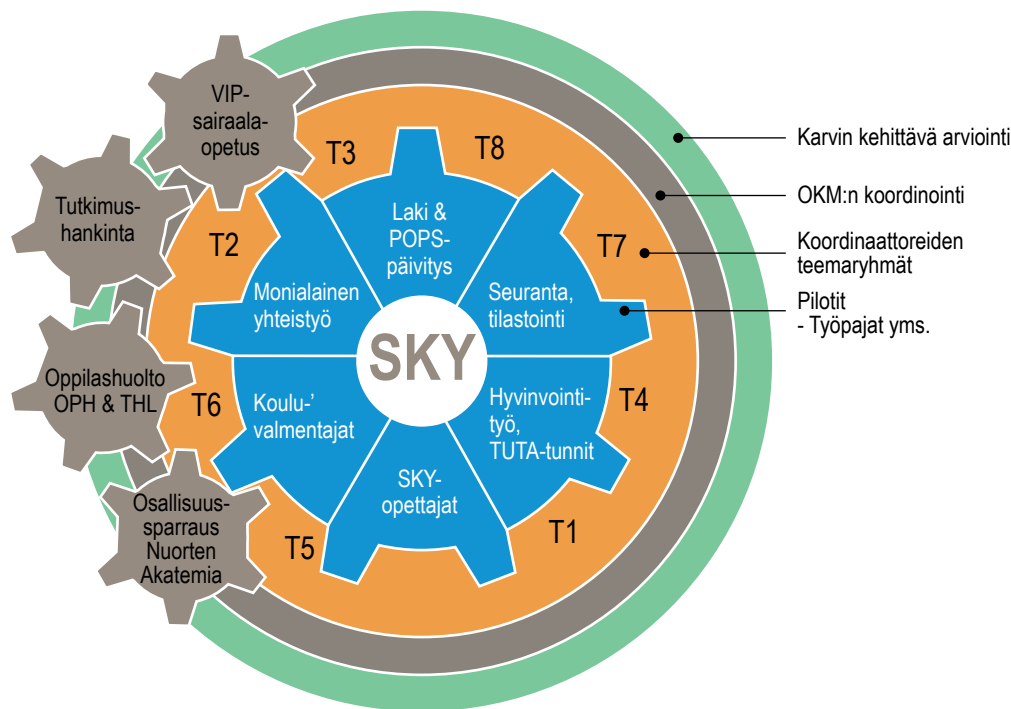 VIP-
sairaala-
opetus
Tutkimus-
hankinta
Oppilashuolto
OPH & THL
Osallisuus-
sparraus
Nuorten
Akatemia
T3
T8
T2
T7
T6
T4
T5
T1
Laki &
POPS-
päivitys
Monialainen
yhteistyö
Seuranta,
tilastointi
SKY
Koulu-’
valmentajat
Hyvinvointi-
työ,
TUTA-tunnit
SKY-
opettajat
Karvin kehittävä arviointi
OKM:n koordinointi
Koordinaattoreiden
teemaryhmät
Pilotit
- Työpajat yms.